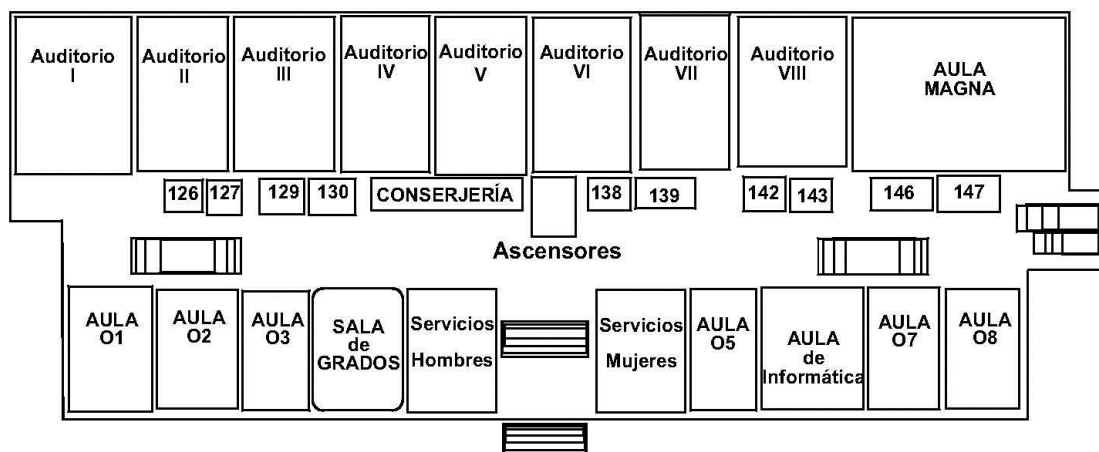 Auditorio
I
Auditorio
II
Auditorio
III
Auditorio
IV
Auditorio
V
Auditorio
VI
Auditorio
VII
Auditorio
VIII
AULA
MAGNA
126
127
129
130
CONSERJERÍA
138
139
142
143
146
147
Ascensores
AULA
O1
AULA
O2
AULA
O3
SALA
de
GRADOS
Servicios
Hombres
Servicios
Mujeres
AULA
O5
AULA
de
Informática
AULA
O7
AULA
O8